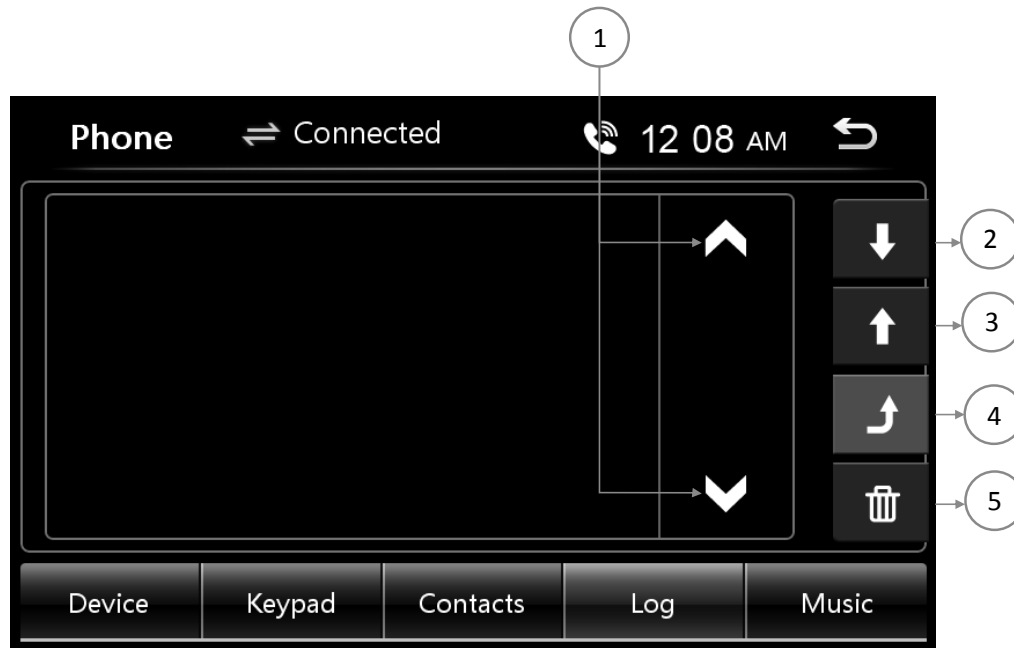 1
Phone
Connected
12 08 AM
2
3
4
5
Device
Keypad
Contacts
Log
Music